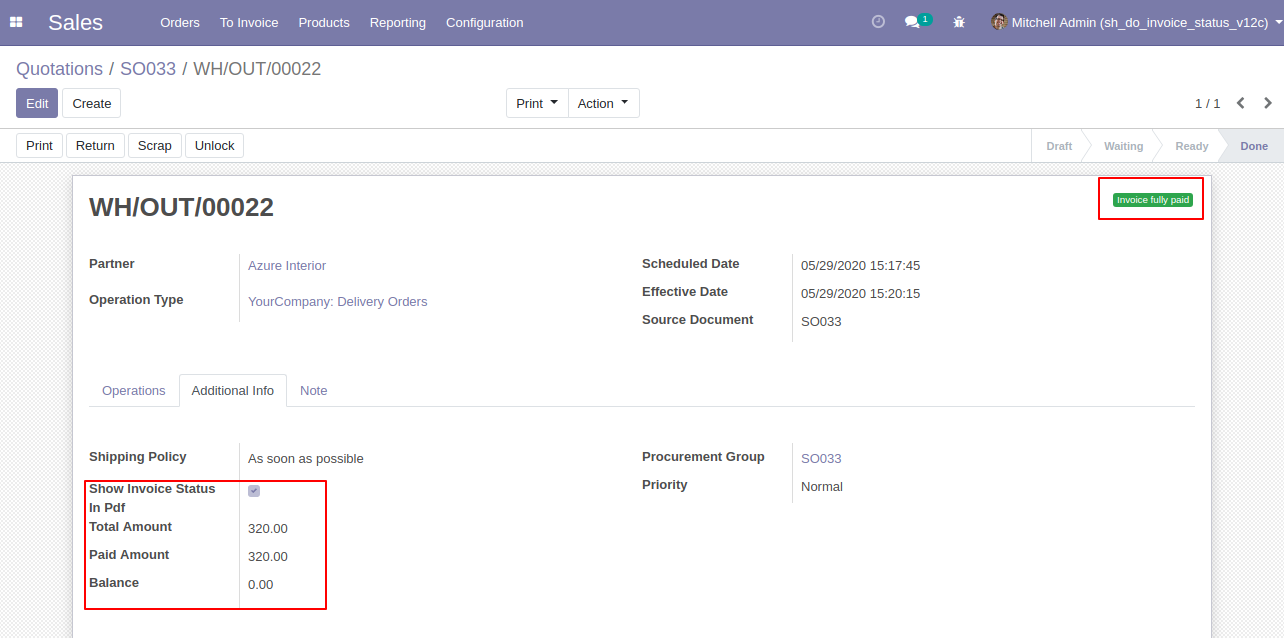 Sales Orders To Invoice Products Reporting Configuration 1 Mitchell Admin (sh_do_invoice_status_v12c)
Quotations / SO033 / WH/OUT/00022
Edit Create Print Action 1 / 1
Print Return Scrap Unlock Draft Waiting Ready Done
Invoice fully paid
WH/OUT/00022
Partner Azure Interior
Operation Type YourCompany: Delivery Orders
Scheduled Date 05/29/2020 15:17:45
Effective Date 05/29/2020 15:20:15
Source Document SO033
Operations Additional Info Note
Shipping Policy As soon as possible
Show Invoice Status
In Pdf
Total Amount 320.00
Paid Amount 320.00
Balance 0.00
Procurement Group SO033
Priority Normal